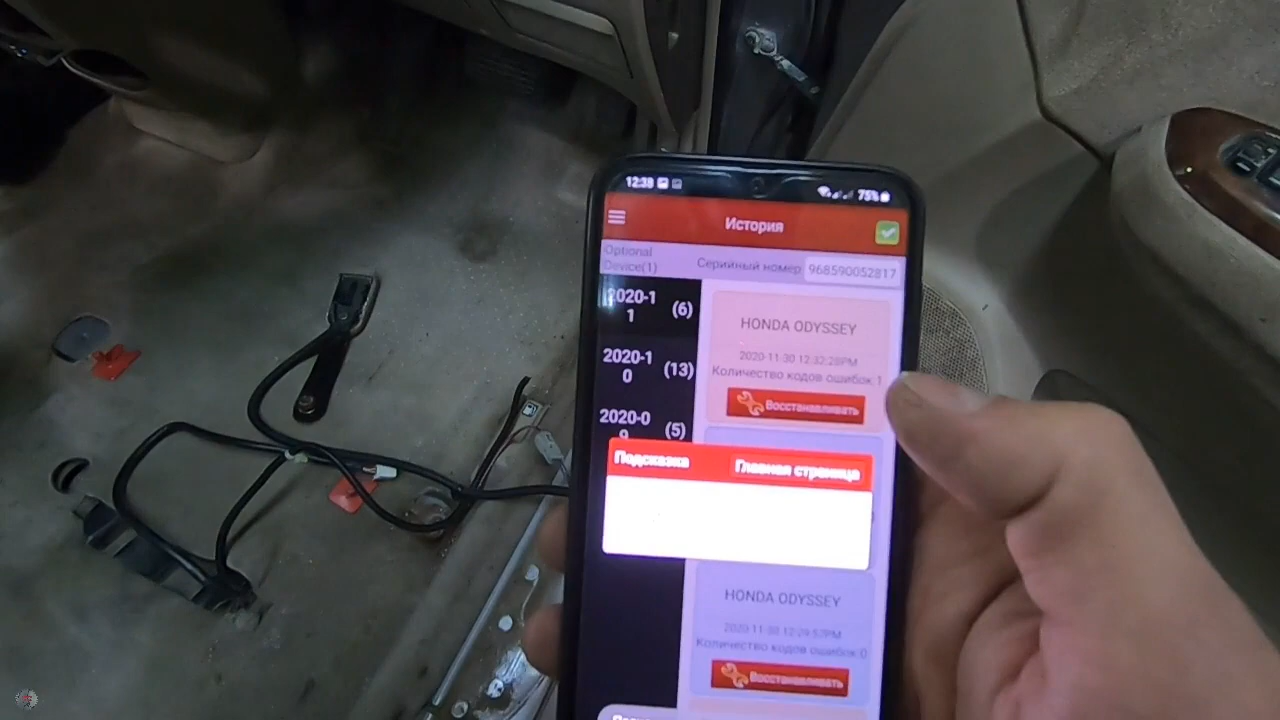 12:38
75%
История
Optional
Device(1)
Серийный номер
968590052817
2020-1
1
(6)
2020-1
0
(13)
2020-0
9
(5)
HONDA ODYSSEY
2020-11-30 12:32:28PM
Количество кодов ошибок:1
Восстанавливать
Подсказка
Главная страница
HONDA ODYSSEY
2020-11-30 12:29:52PM
Количество кодов ошибок:0
Восстанавливать